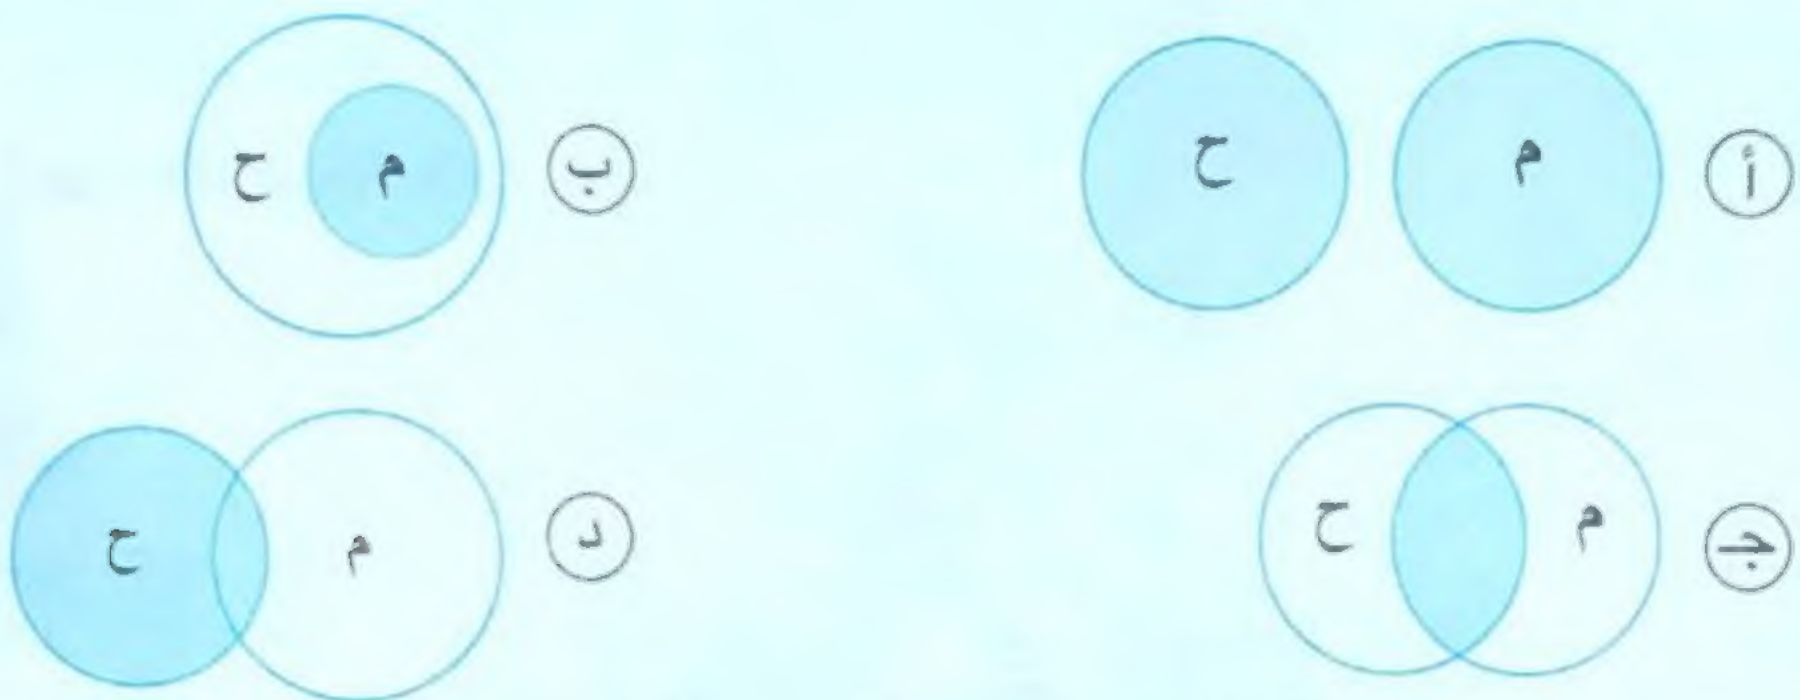 أ م ح
ب م ح
جـ م ح
د م ح